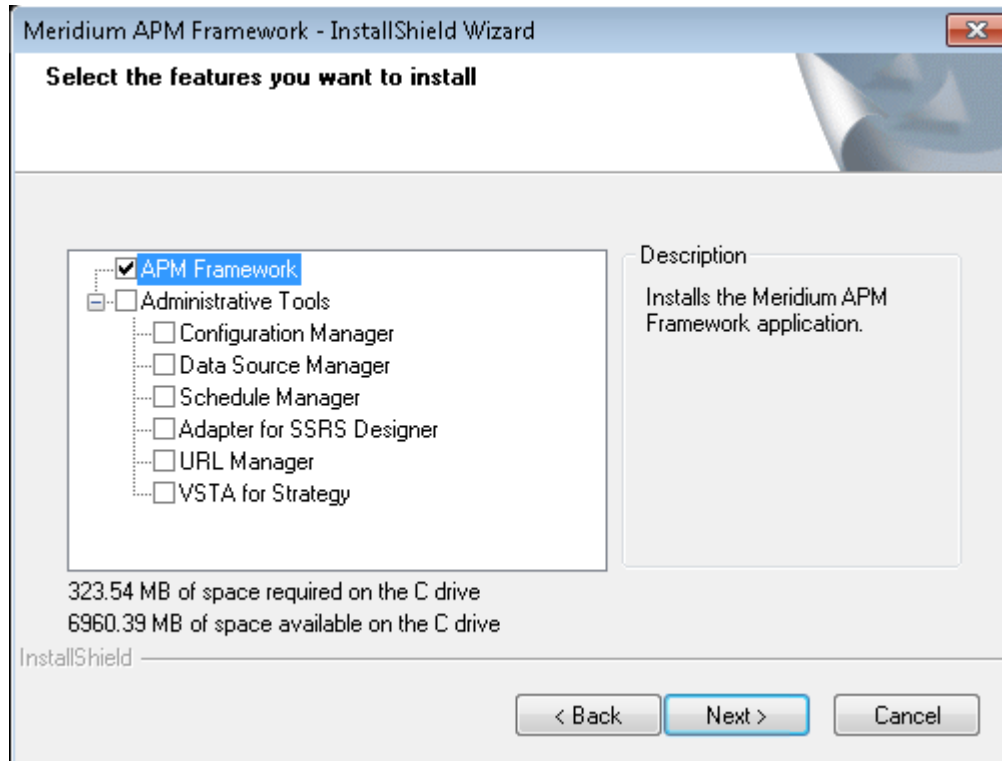 Meridium APM Framework - InstallShield Wizard
Select the features you want to install
APM Framework
Administrative Tools
Configuration Manager
Data Source Manager
Schedule Manager
Adapter for SSRS Designer
URL Manager
VSTA for Strategy
Description
Installs the Meridium APM
Framework application.
323.54 MB of space required on the C drive
6960.39 MB of space available on the C drive
InstallShield
< Back
Next >
Cancel